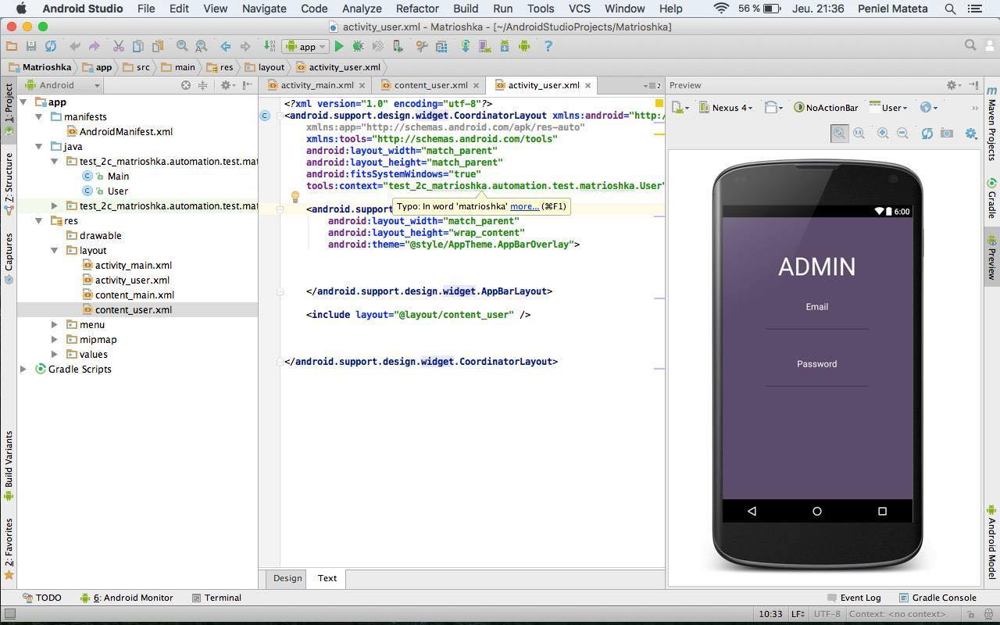 Android Studio File Edit View Navigate Code Analyze Refactor Build Run Tools VCS Window Help 56 % Jeu. 21:36 Peniel Mateta
activity_user.xml - Matrioshka - [~/AndroidStudioProjects/Matrioshka]
app
Matrioshka app src main res layout activity_user.xml
Android
activity_main.xml content_user.xml activity_user.xml 2
Preview
1: Project
Z: Structure
Captures
Build Variants
2: Favorites
app
manifests
AndroidManifest.xml
java
test_2c_matrioshka.automation.test.mat
Main
User
test_2c_matrioshka.automation.test.mat
res
drawable
layout
activity_main.xml
activity_user.xml
content_main.xml
content_user.xml
menu
mipmap
values
Gradle Scripts
<?xml version="1.0" encoding="utf-8"?>
<android.support.design.widget.CoordinatorLayout xmlns:android="http:/
xmlns:app="http://schemas.android.com/apk/res-auto"
xmlns:tools="http://schemas.android.com/tools"
android:layout_width="match_parent"
android:layout_height="match_parent"
android:fitsSystemWindows="true"
tools:context="test_2c_matrioshka.automation.test.matrioshka.User"
Typo: In word 'matrioshka' more... (⌘F1)
<android.support
android:layout_width="match_parent"
android:layout_height="wrap_content"
android:theme="@style/AppTheme.AppBarOverlay">
</android.support.design.widget.AppBarLayout>
<include layout="@layout/content_user" />
</android.support.design.widget.CoordinatorLayout>
Design Text
Nexus 4 NoActionBar User
1:1
6:00
ADMIN
Email
Password
Maven Projects
Gradle
Preview
Android Model
TODO 6: Android Monitor Terminal Event Log Gradle Console
10:33 LF UTF-8 Context: <no context>